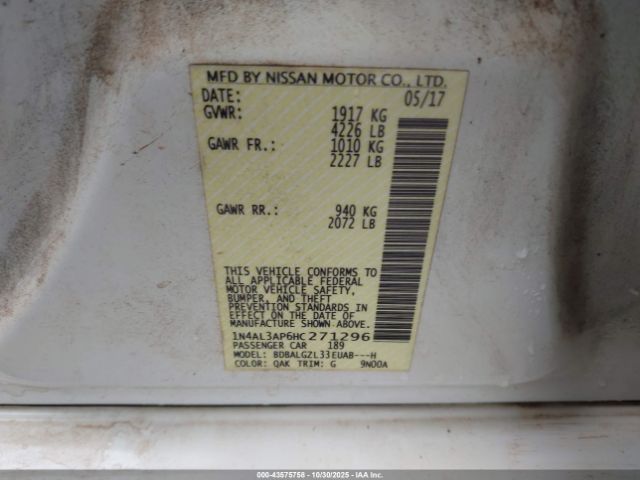 MFD BY NISSAN MOTOR CO., LTD.
DATE: 05/17
GVWR: 1917 KG
4226 LB
GAWR FR.: 1010 KG
2227 LB
GAWR RR.: 940 KG
2072 LB
THIS VEHICLE CONFORMS TO
ALL APPLICABLE FEDERAL
MOTOR VEHICLE SAFETY,
BUMPER, AND THEFT
PREVENTION STANDARDS IN
EFFECT ON THE DATE OF
MANUFACTURE SHOWN ABOVE.
1N4AL3AP6HC271296
PASSENGER CAR 189
MODEL: BDBALGZL33EUAB---H
COLOR: QAK TRIM: G 9N00A
000-43575758 - 10/30/2025 - IAAI.ca